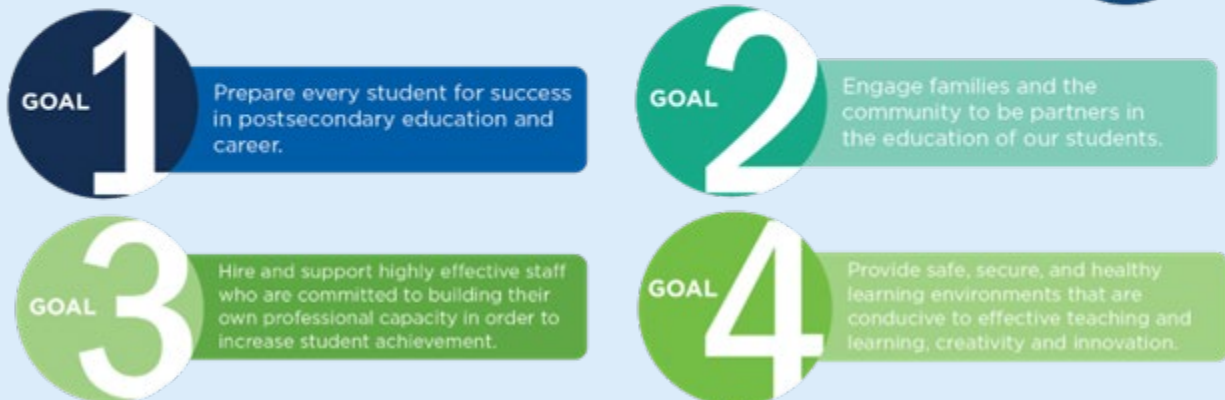 GOAL 1
Prepare every student for success
in postsecondary education and
career.
GOAL 2
Engage families and the
community to be partners in
the education of our students.
GOAL 3
Hire and support highly effective staff
who are committed to building their
own professional capacity in order to
increase student achievement.
GOAL 4
Provide safe, secure, and healthy
learning environments that are
conducive to effective teaching and
learning, creativity and innovation.